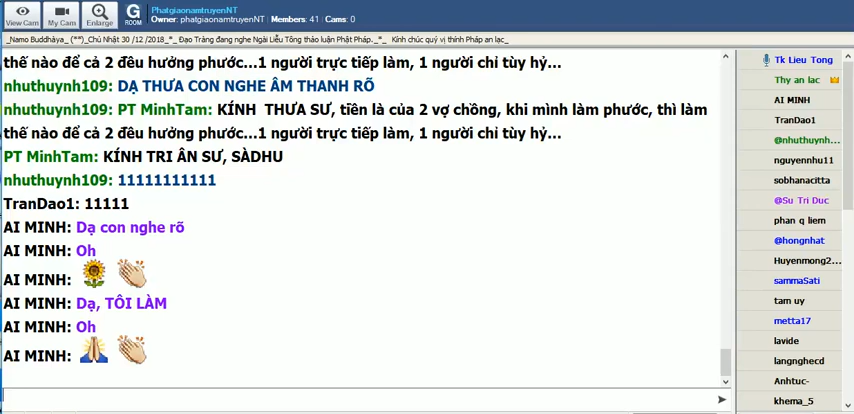 View Cam
My Cam
Enlarge
G ROOM
PhatgiaonamtruyenNT
Owner: phatgiaonamtruyenNT | Members: 41 | Cams: 0
_Namo Buddhāya_ (**)_Chủ Nhật 30 /12 /2018_*_ Đạo Tràng đang nghe Ngài Liễu Tông thảo luận Phật Pháp._*_ Kính chúc quý vị thính Pháp an lạc_
thế nào để cả 2 đều hưởng phước...1 người trực tiếp làm, 1 người chỉ tùy hỷ...
nhuthuynh109: DẠ THƯA CON NGHE ÂM THANH RÕ
nhuthuynh109: PT MinhTam: KÍNH THƯA SƯ, tiền là của 2 vợ chồng, khi mình làm phước, thì làm
thế nào để cả 2 đều hưởng phước...1 người trực tiếp làm, 1 người chỉ tùy hỷ...
PT MinhTam: KÍNH TRI ÂN SƯ, SÀDHU
nhuthuynh109: 11111111111
TranDao1: 11111
AI MINH: Dạ con nghe rõ
AI MINH: Oh
AI MINH:
AI MINH: Dạ, TÔI LÀM
AI MINH: Oh
AI MINH:
Tk Lieu Tong
Thy an lac
AI MINH
TranDao1
@nhuthuynh...
nguyennhu11
sobhanacitta
@Su Tri Duc
phan q liem
@hongnhat
Huyenmong2...
sammaSati
tam uy
metta17
lavide
langnghecd
Anhtuc-
khema_5